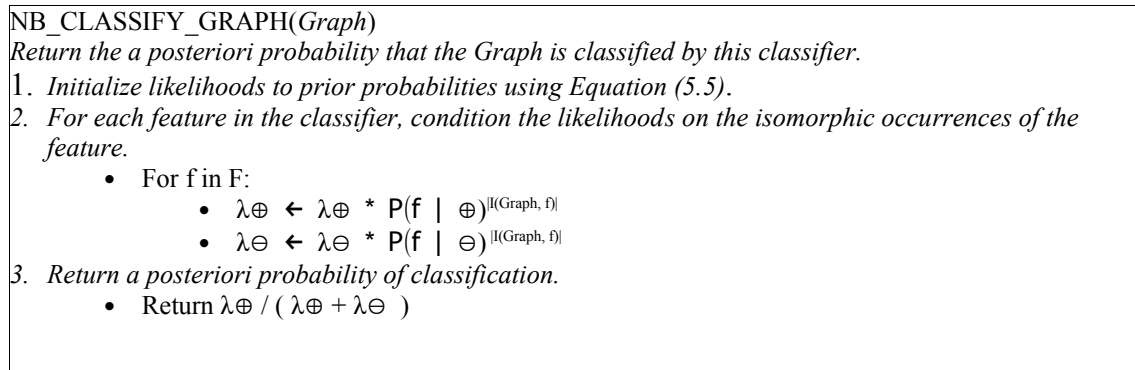 NB_CLASSIFY_GRAPH(Graph)
Return the a posteriori probability that the Graph is classified by this classifier.
1. Initialize likelihoods to prior probabilities using Equation (5.5).
2. For each feature in the classifier, condition the likelihoods on the isomorphic occurrences of the
feature.
• For f in F:
• λ⊕ ← λ⊕ * P(f | ⊕)|I(Graph, f)|
• λ⊖ ← λ⊖ * P(f | ⊖) |I(Graph, f)|
3. Return a posteriori probability of classification.
• Return λ⊕ / ( λ⊕ + λ⊖ )